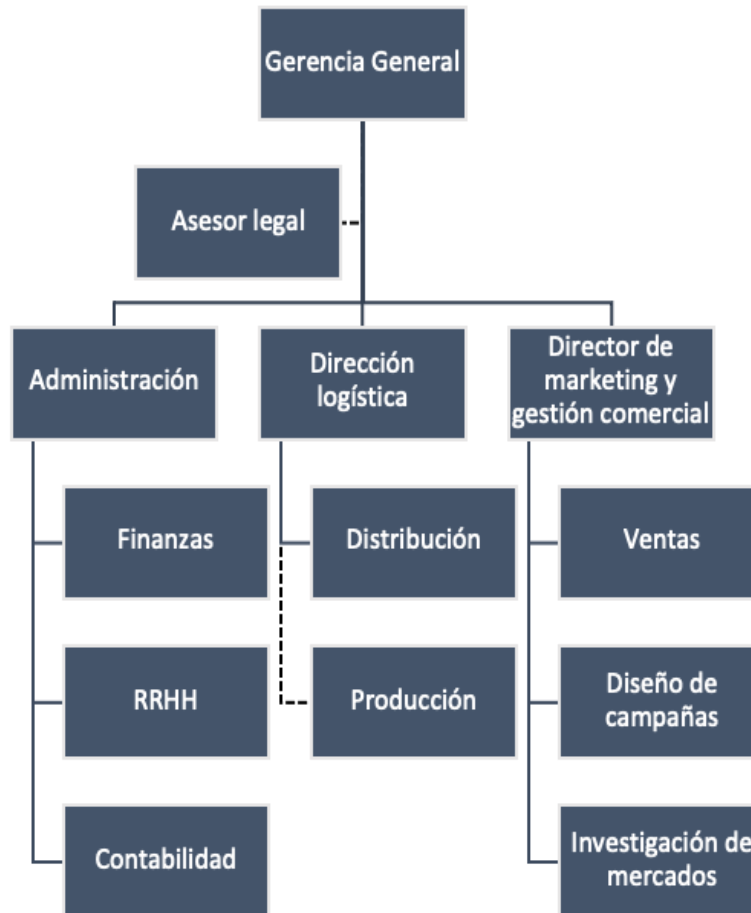 Gerencia General
Asesor legal
Administración
Dirección
logística
Director de
marketing y
gestión comercial
Finanzas
Distribución
Ventas
RRHH
Producción
Diseño de
campañas
Contabilidad
Investigación de
mercados